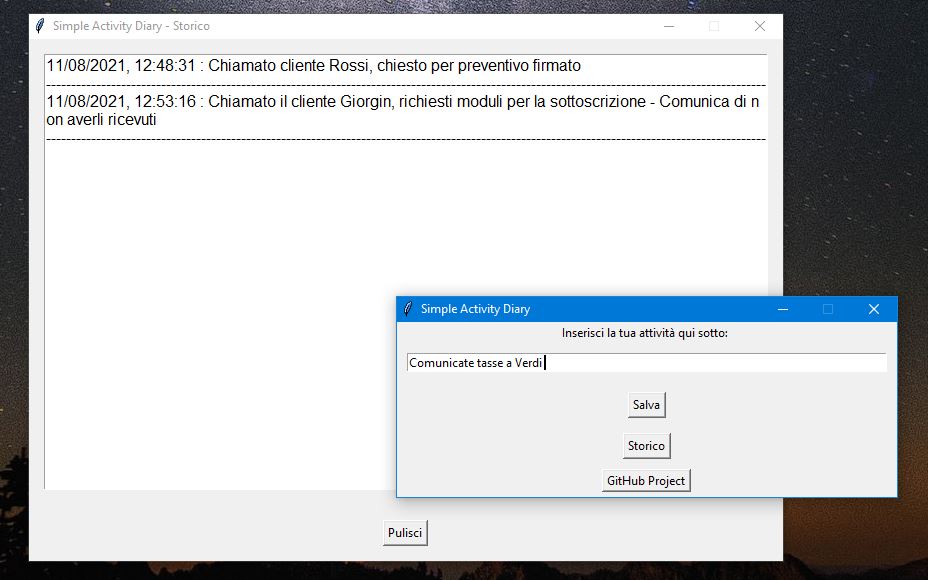 Simple Activity Diary - Storico
11/08/2021, 12:48:31 : Chiamato cliente Rossi, chiesto per preventivo firmato
11/08/2021, 12:53:16 : Chiamato il cliente Giorgin, richiesti moduli per la sottoscrizione - Comunica di n
on averli ricevuti
Simple Activity Diary
Inserisci la tua attività qui sotto:
Comunicate tasse a Verdi
Salva
Storico
GitHub Project
Pulisci